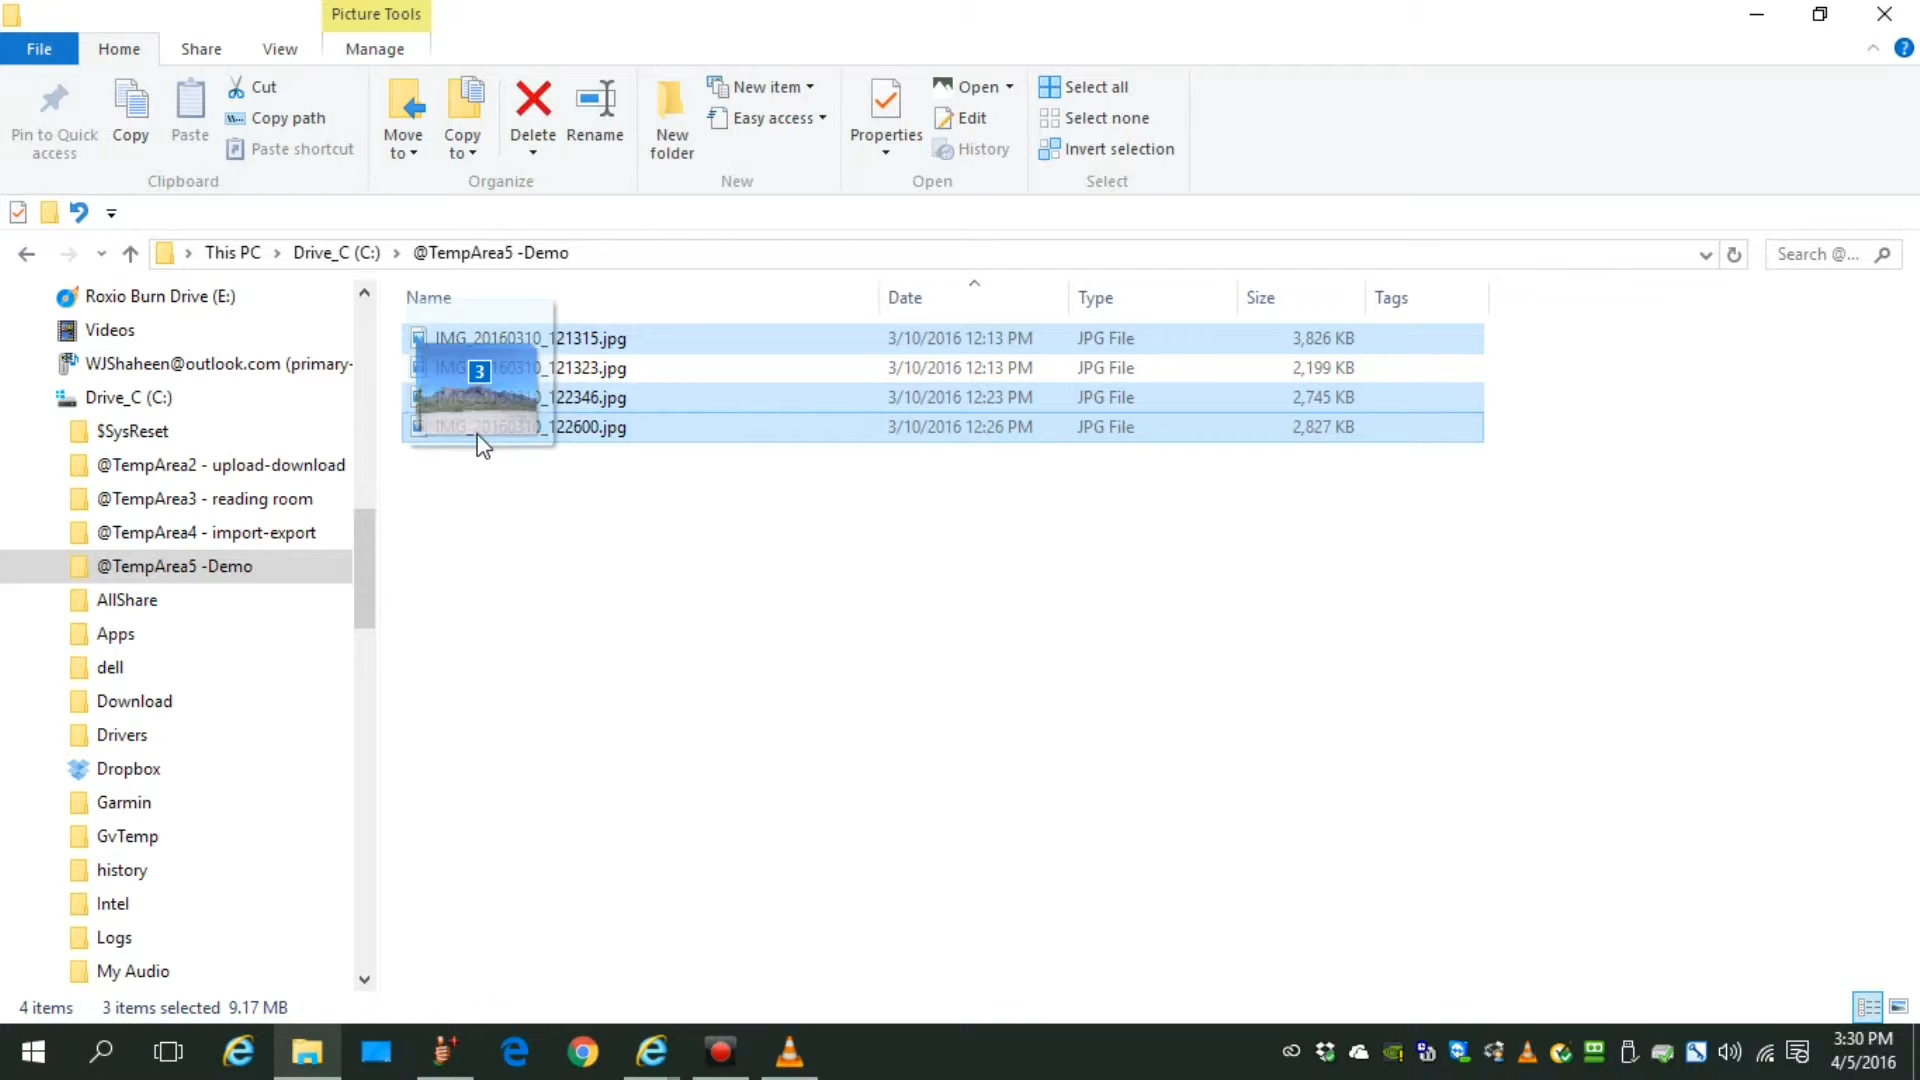 Picture Tools
File Home Share View Manage
Pin to Quick access
Copy
Paste
Cut
Copy path
Paste shortcut
Clipboard
Move to
Copy to
Delete
Rename
Organize
New folder
New item
Easy access
New
Properties
Open
Edit
History
Open
Select all
Select none
Invert selection
Select
This PC > Drive_C (C:) > @TempArea5 -Demo
Search @...
Name Date Type Size Tags
IMG_20160310_121315.jpg 3/10/2016 12:13 PM JPG File 3,826 KB
IMG_20160310_121323.jpg 3/10/2016 12:13 PM JPG File 2,199 KB
IMG_20160310_122346.jpg 3/10/2016 12:23 PM JPG File 2,745 KB
IMG_20160310_122600.jpg 3/10/2016 12:26 PM JPG File 2,827 KB
3
Roxio Burn Drive (E:)
Videos
WJShaheen@outlook.com (primary-
Drive_C (C:)
$SysReset
@TempArea2 - upload-download
@TempArea3 - reading room
@TempArea4 - import-export
@TempArea5 -Demo
AllShare
Apps
dell
Download
Drivers
Dropbox
Garmin
GvTemp
history
Intel
Logs
My Audio
4 items 3 items selected 9.17 MB
3:30 PM
4/5/2016